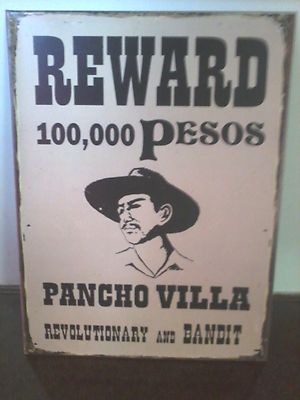 REWARD
100,000 PESOS
PANCHO VILLA
REVOLUTIONARY AND BANDIT